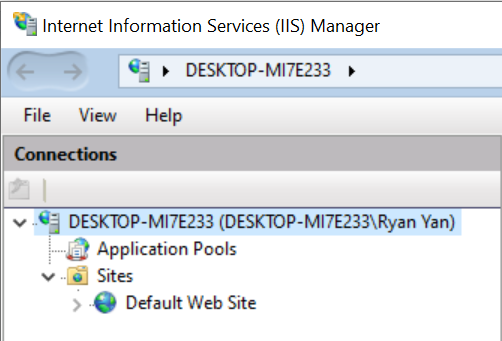 Internet Information Services (IIS) Manager
DESKTOP-MI7E233
File View Help
Connections
DESKTOP-MI7E233 (DESKTOP-MI7E233\Ryan Yan)
Application Pools
Sites
Default Web Site